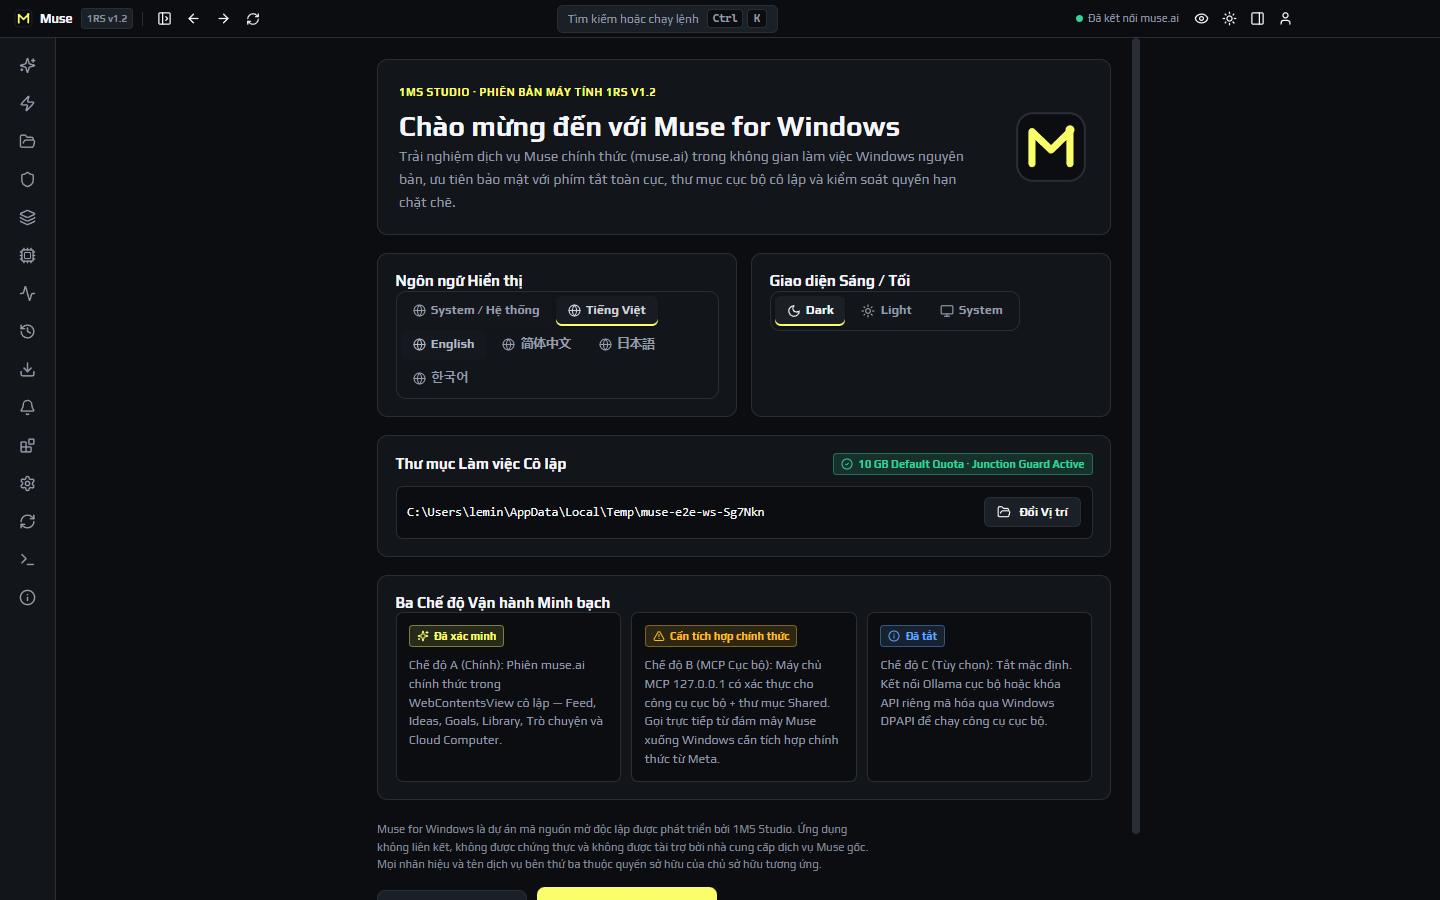 Muse
1RS v1.2
Tìm kiếm hoặc chạy lệnh
Ctrl
K
Đã kết nối muse.ai
1MS STUDIO · PHIÊN BẢN MÁY TÍNH 1RS V1.2
Chào mừng đến với Muse for Windows
Trải nghiệm dịch vụ Muse chính thức (muse.ai) trong không gian làm việc Windows nguyên
bản, ưu tiên bảo mật với phím tắt toàn cục, thư mục cục bộ cô lập và kiểm soát quyền hạn
chặt chẽ.
Ngôn ngữ Hiển thị
System / Hệ thống
Tiếng Việt
English
简体中文
日本語
한국어
Giao diện Sáng / Tối
Dark
Light
System
Thư mục Làm việc Cô lập
10 GB Default Quota · Junction Guard Active
C:\Users\lemin\AppData\Local\Temp\muse-e2e-ws-Sg7Nkn
Đổi Vị trí
Ba Chế độ Vận hành Minh bạch
Đã xác minh
Chế độ A (Chính): Phiên muse.ai
chính thức trong
WebContentsView cô lập — Feed,
Ideas, Goals, Library, Trò chuyện và
Cloud Computer.
Cần tích hợp chính thức
Chế độ B (MCP Cục bộ): Máy chủ
MCP 127.0.0.1 có xác thực cho
công cụ cục bộ + thư mục Shared.
Gọi trực tiếp từ đám mây Muse
xuống Windows cần tích hợp chính
thức từ Meta.
Đã tắt
Chế độ C (Tùy chọn): Tắt mặc định.
Kết nối Ollama cục bộ hoặc khóa
API riêng mã hóa qua Windows
DPAPI để chạy công cụ cục bộ.
Muse for Windows là dự án mã nguồn mở độc lập được phát triển bởi 1MS Studio. Ứng dụng
không liên kết, không được chứng thực và không được tài trợ bởi nhà cung cấp dịch vụ Muse gốc.
Mọi nhãn hiệu và tên dịch vụ bên thứ ba thuộc quyền sở hữu của chủ sở hữu tương ứng.